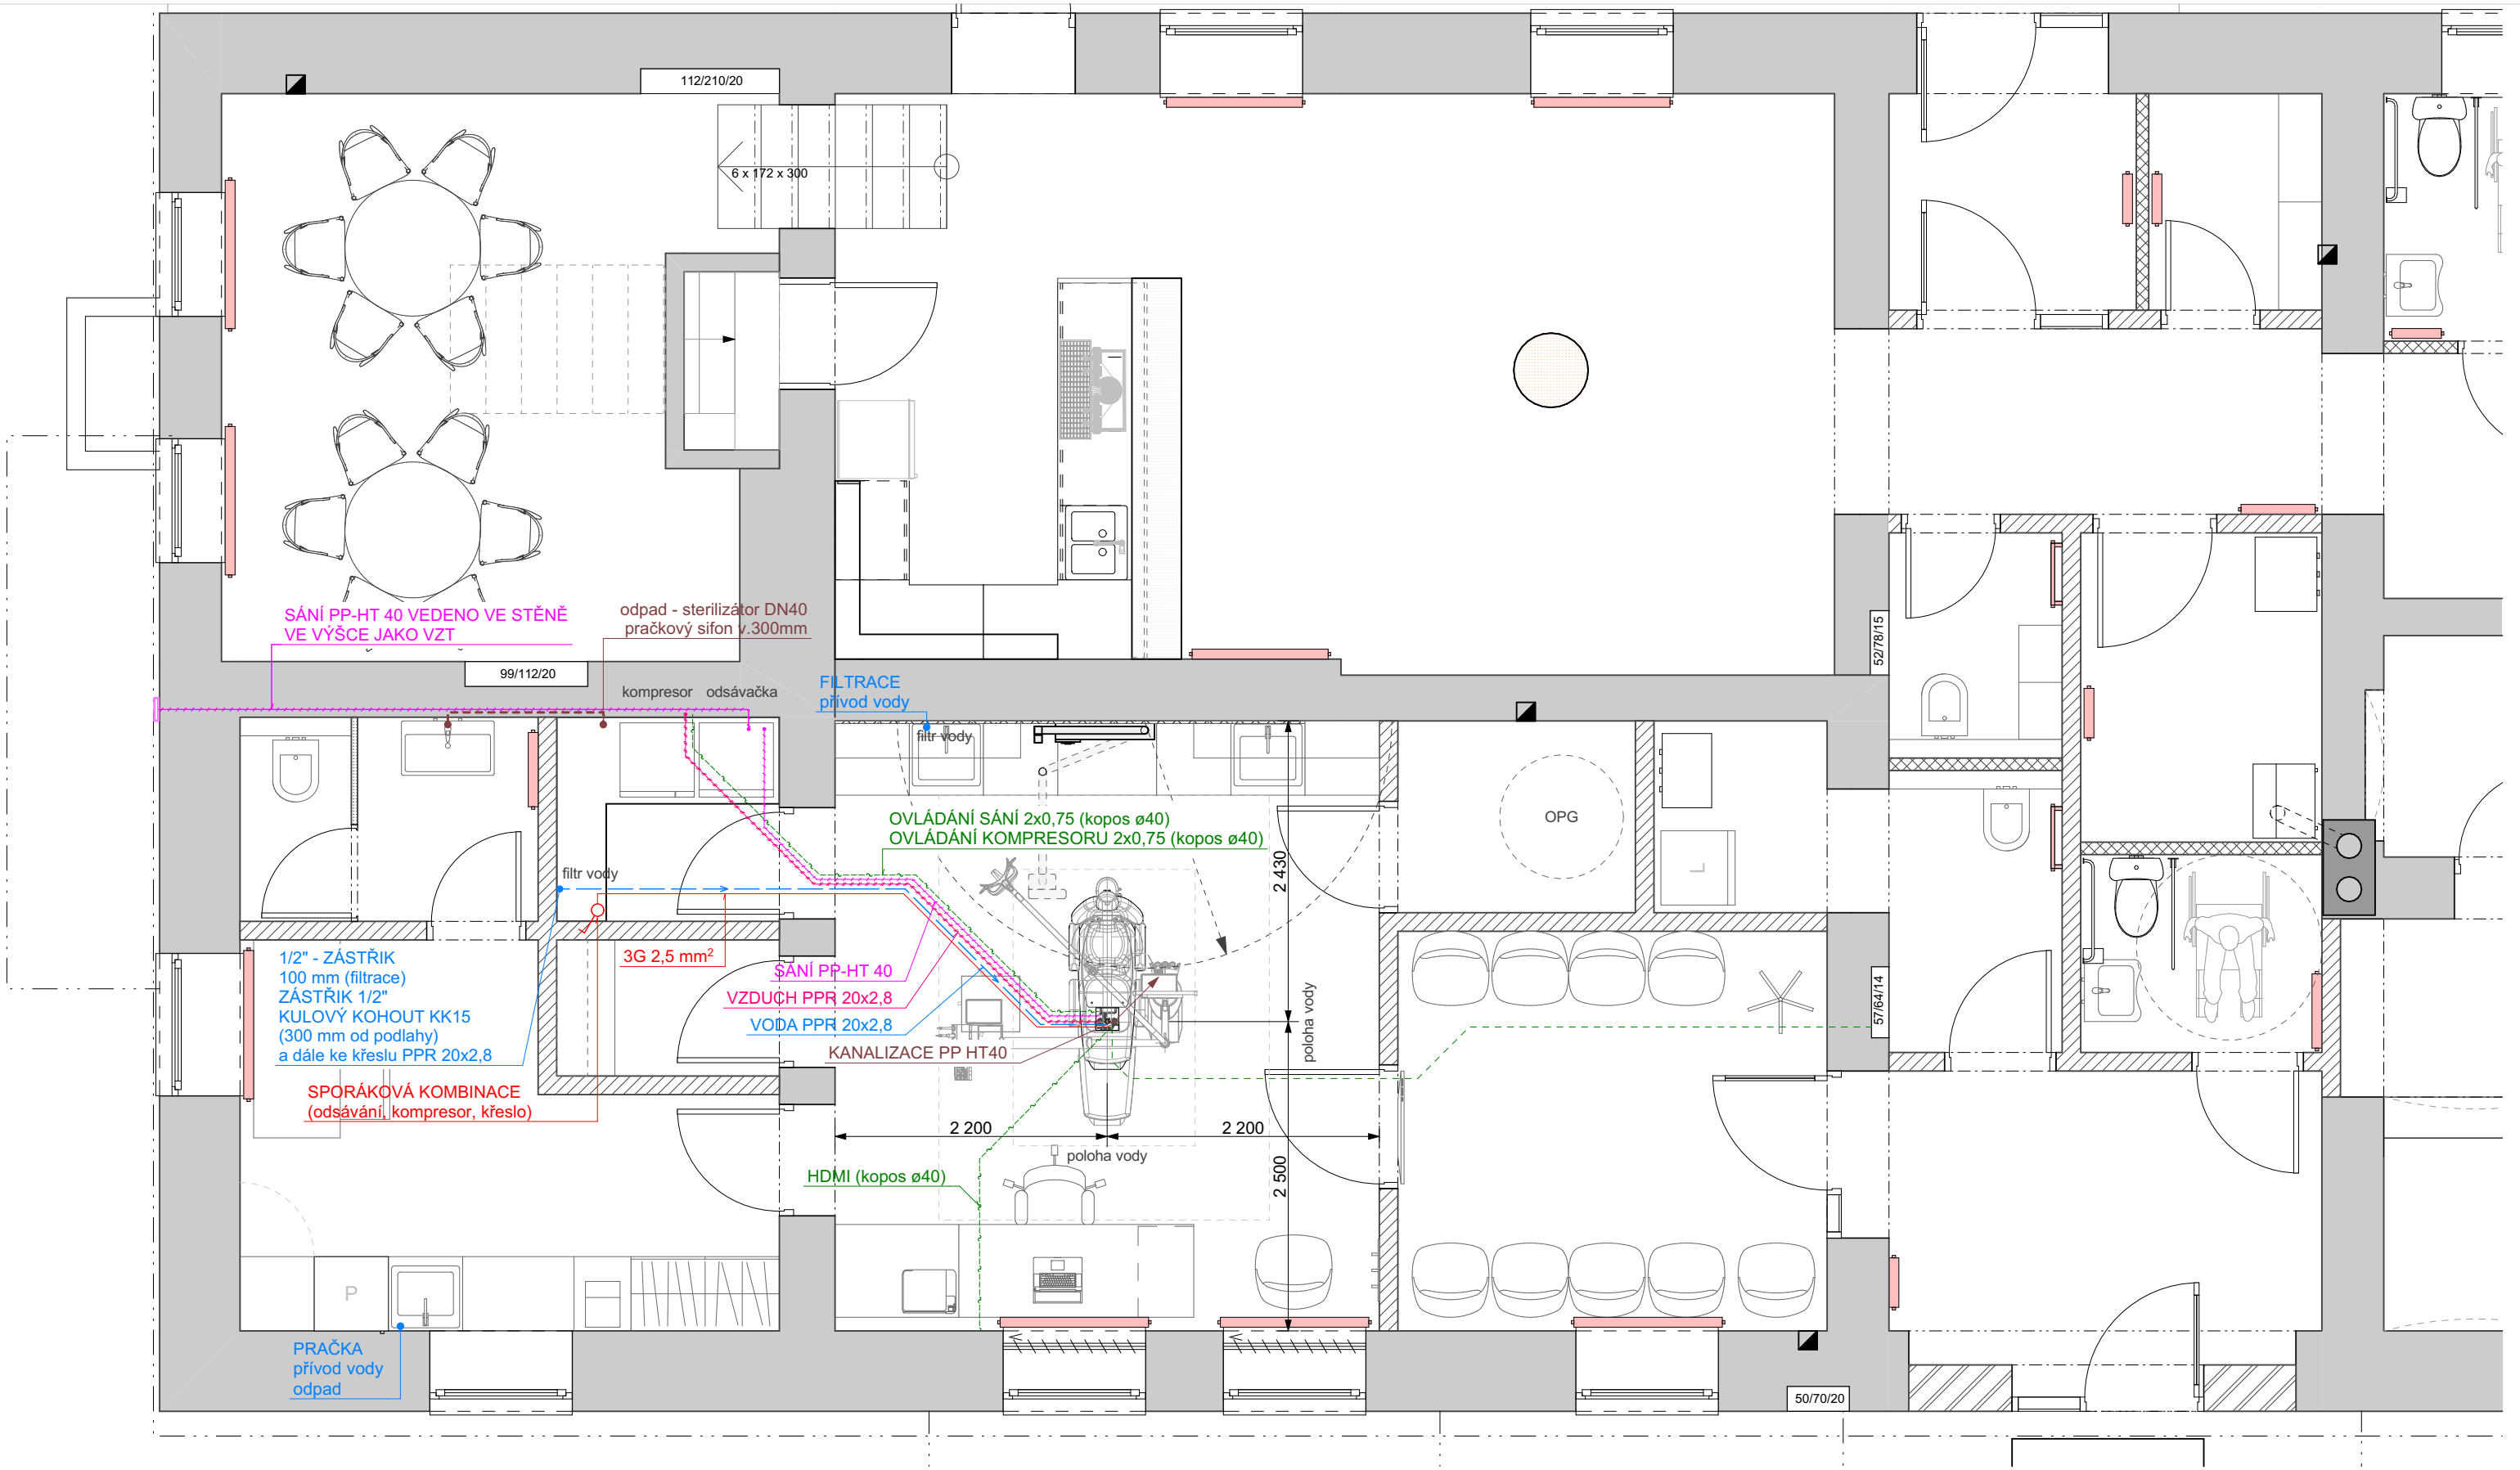 112/210/20
6 x 172 x 300
SÁNÍ PP-HT 40 VEDENO VE STĚNĚ
VE VÝŠCE JAKO VZT
odpad - sterilizátor DN40
pračkový sifon v.300mm
99/112/20
kompresor
odsávačka
FILTRACE
přívod vody
filtr vody
52/78/15
OVLÁDÁNÍ SÁNÍ 2x0,75 (kopos ø40)
OVLÁDÁNÍ KOMPRESORU 2x0,75 (kopos ø40)
2 430
OPG
L
filtr vody
3G 2,5 mm²
1/2" - ZÁSTŘIK
100 mm (filtrace)
ZÁSTŘIK 1/2"
KULOVÝ KOHOUT KK15
(300 mm od podlahy)
a dále ke křeslu PPR 20x2,8
SÁNÍ PP-HT 40
VZDUCH PPR 20x2,8
VODA PPR 20x2,8
KANALIZACE PP HT40
poloha vody
57/64/14
SPORÁKOVÁ KOMBINACE
(odsávání, kompresor, křeslo)
2 200
2 200
poloha vody
2 500
HDMI (kopos ø40)
P
PRAČKA
přívod vody
odpad
50/70/20